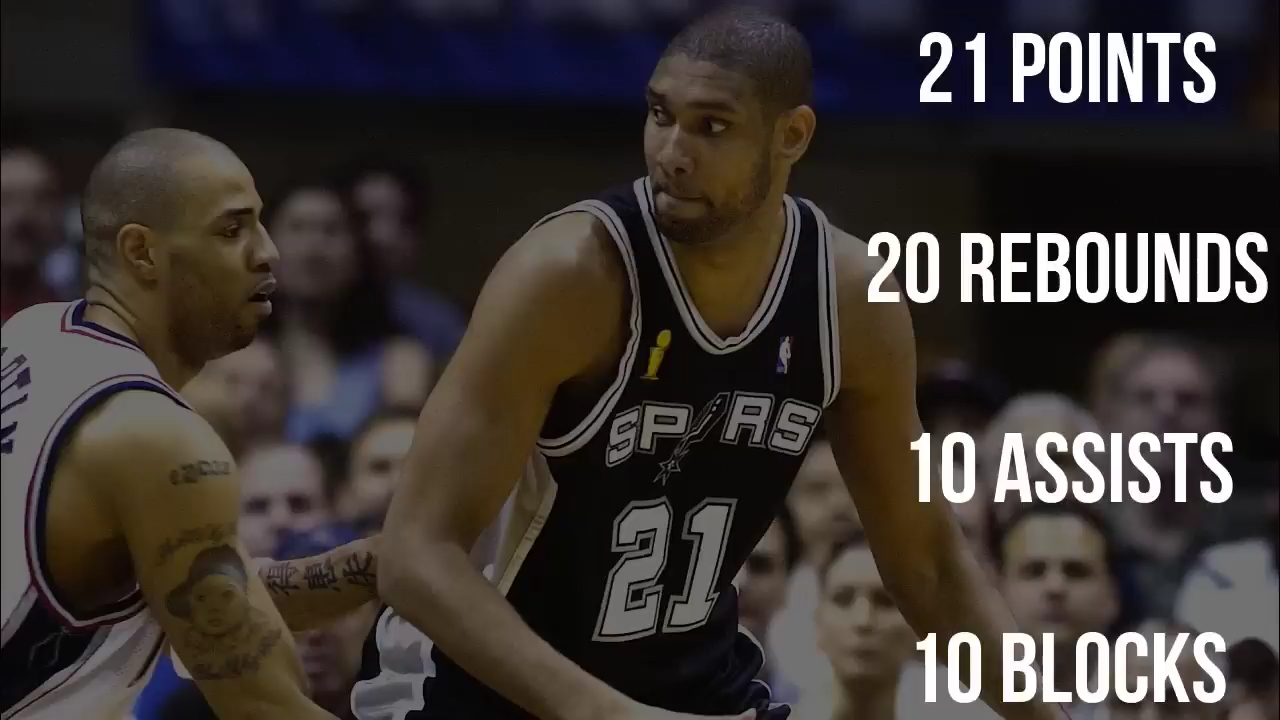 21 POINTS
20 REBOUNDS
10 ASSISTS
10 BLOCKS
SPURS
21